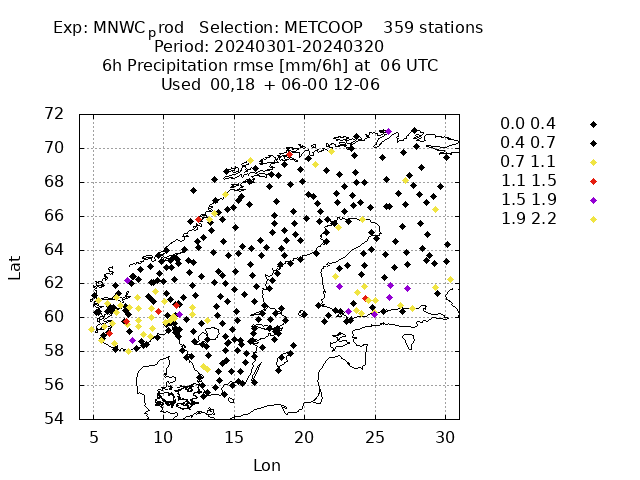 Exp: MNWC_prod   Selection: METCOOP    359 stations
Period: 20240301-20240320
6h Precipitation rmse [mm/6h] at  06 UTC
Used  00,18  + 06-00 12-06
72
70
68
66
64
62
60
58
56
54
Lat
5 10 15 20 25 30
Lon
0.0 0.4
0.4 0.7
0.7 1.1
1.1 1.5
1.5 1.9
1.9 2.2